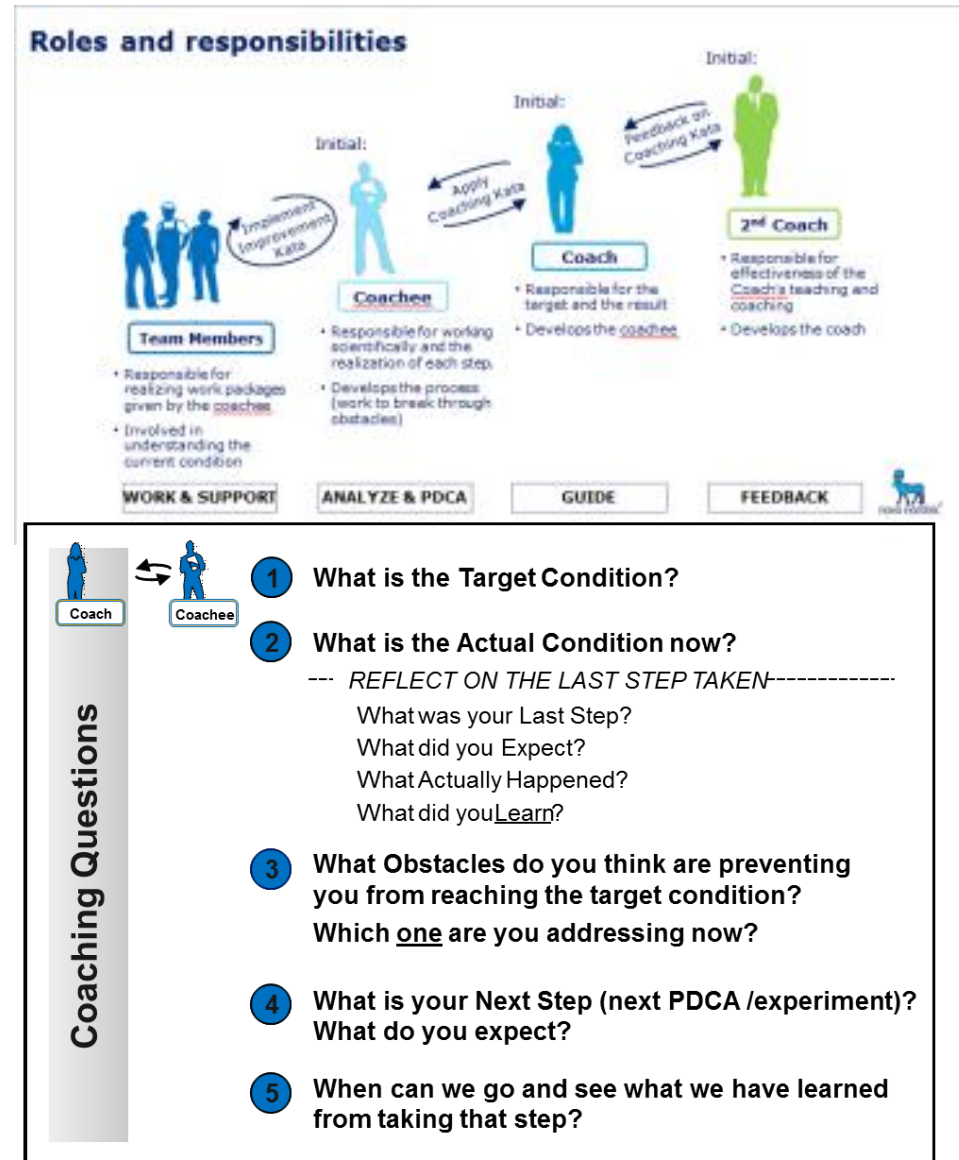 Roles and responsibilities
Initial:
Initial:
Initial:
Feedback on
Coaching Kata
Apply
Coaching Kata
Implement
Improvement
Kata
2nd Coach
• Responsible for
effectiveness of the
Coach's teaching and
coaching
• Develops the coach
Coach
• Responsible for the
target and the result
• Develops the coachee
Coachee
• Responsible for working
scientifically and the
realization of each step.
• Develops the process
(work to break through
obstacles)
Team Members
• Responsible for
realizing work packages
given by the coachee
• Involved in
understanding the
current condition
WORK & SUPPORT
ANALYZE & PDCA
GUIDE
FEEDBACK
novo nordisk
Coach
Coachee
Coaching Questions
1 What is the Target Condition?
2 What is the Actual Condition now?
--- REFLECT ON THE LAST STEP TAKEN--------------
What was your Last Step?
What did you Expect?
What Actually Happened?
What did you Learn?
3 What Obstacles do you think are preventing
you from reaching the target condition?
Which one are you addressing now?
4 What is your Next Step (next PDCA /experiment)?
What do you expect?
5 When can we go and see what we have learned
from taking that step?